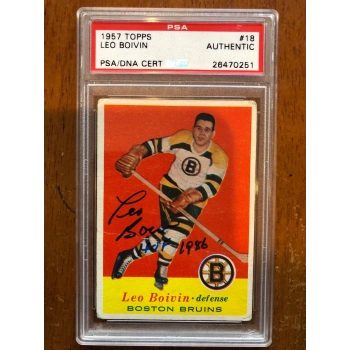 PSA
1957 TOPPS #18
LEO BOIVIN AUTHENTIC
PSA/DNA CERT 26470251
B
Leo
Boivin
HOF 1986
B
Leo Boivin • defense
BOSTON BRUINS